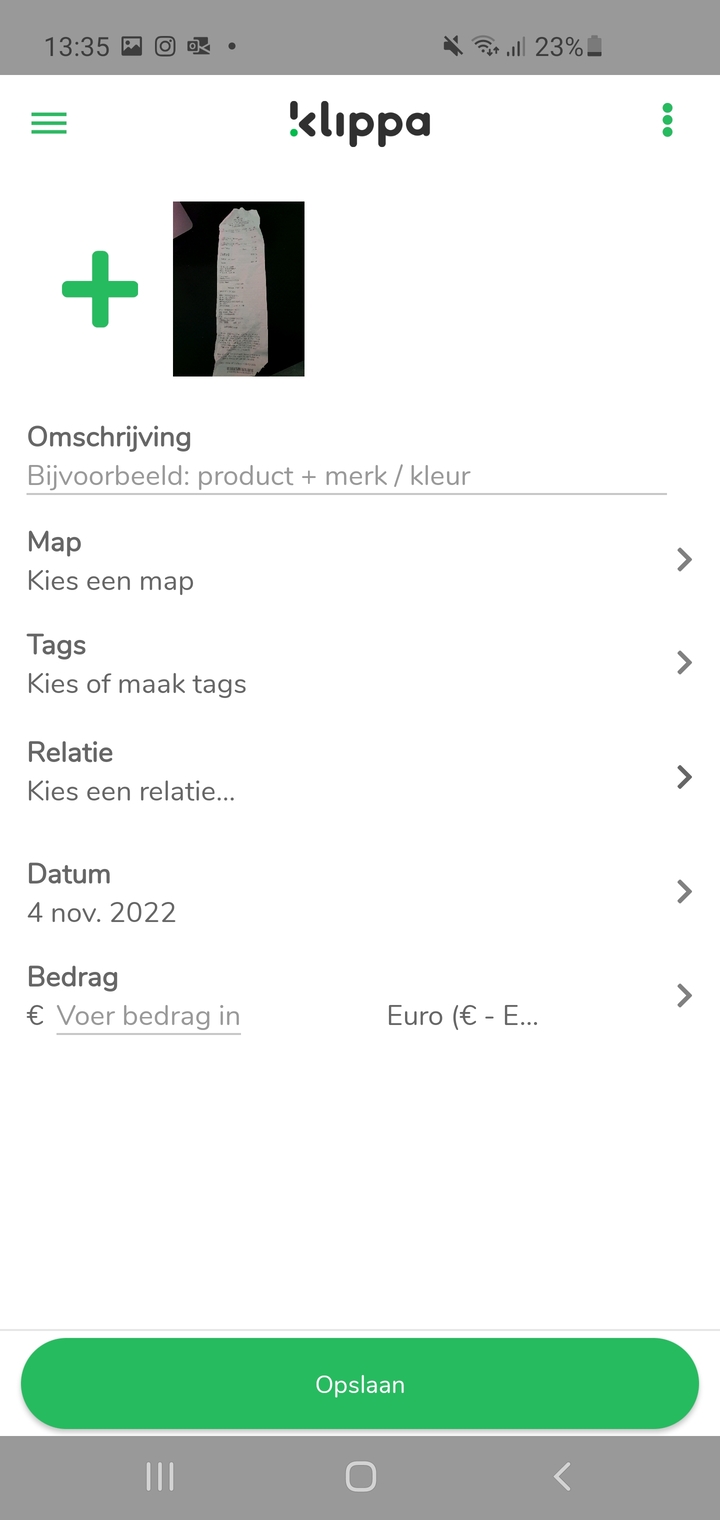 13:35
23%
klippa
Omschrijving
Bijvoorbeeld: product + merk / kleur
Map
Kies een map
Tags
Kies of maak tags
Relatie
Kies een relatie...
Datum
4 nov. 2022
Bedrag
€ Voer bedrag in Euro (€ - E...
Opslaan